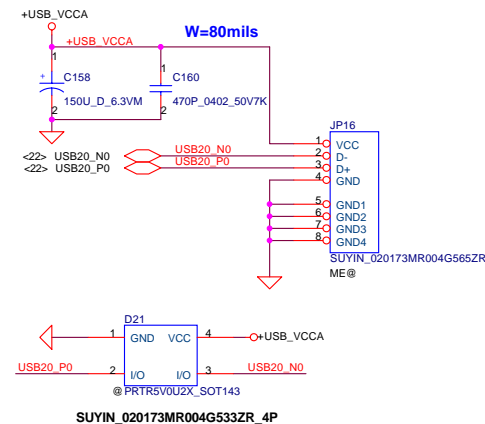 +USB_VCCA
+USB_VCCA
W=80mils
1
+ C158
150U_D_6.3VM
2
1
C160
470P_0402_50V7K
2
JP16
<22> USB20_N0
USB20_N0
<22> USB20_P0
USB20_P0
1 VCC
2 D-
3 D+
4 GND
5 GND1
6 GND2
7 GND3
8 GND4
SUYIN_020173MR004G565ZR
ME@
D21
1 GND VCC 4 +USB_VCCA
USB20_P0 2 I/O I/O 3 USB20_N0
@ PRTR5V0U2X_SOT143
SUYIN_020173MR004G533ZR_4P